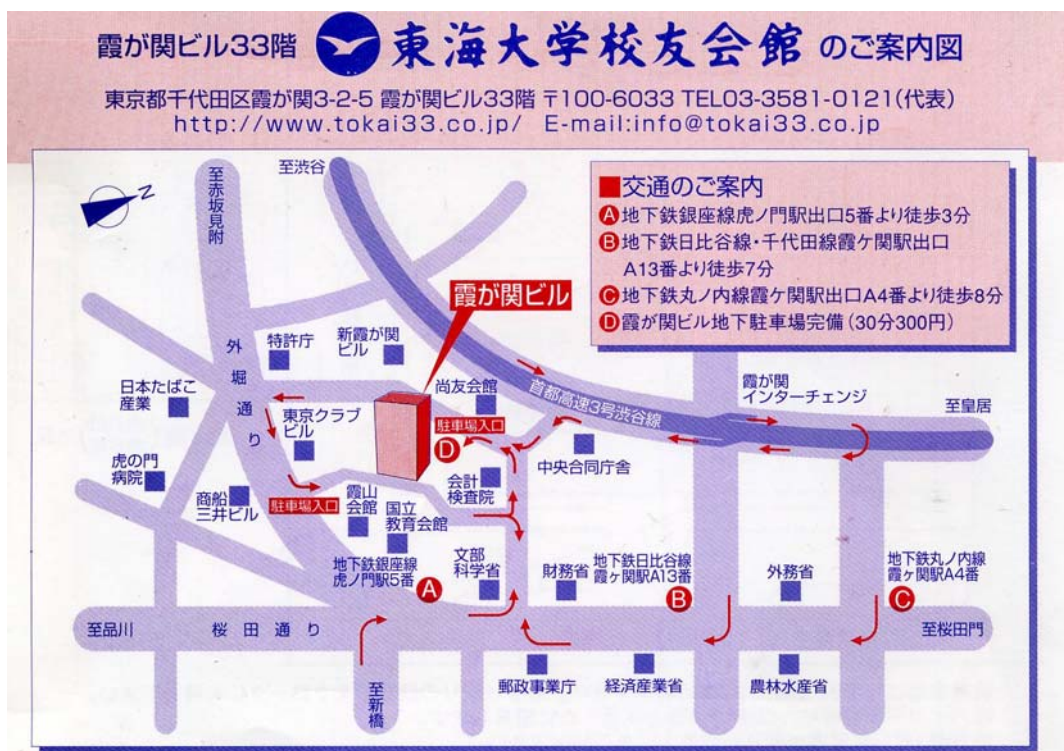 霞が関ビル33階 東海大学校友会館 のご案内図
東京都千代田区霞が関3-2-5 霞が関ビル33階 〒100-6033 TEL03-3581-0121(代表)
http://www.tokai33.co.jp/ E-mail:info@tokai33.co.jp
■交通のご案内
A 地下鉄銀座線虎ノ門駅出口5番より徒歩3分
B 地下鉄日比谷線・千代田線霞ケ関駅出口
A13番より徒歩7分
C 地下鉄丸ノ内線霞ケ関駅出口A4番より徒歩8分
D 霞が関ビル地下駐車場完備(30分300円)
Z
至赤坂見附
至渋谷
霞が関ビル
外堀通り
特許庁
新霞が関
ビル
尚友会館
首都高速3号渋谷線
霞が関
インターチェンジ
至皇居
日本たばこ
産業
東京クラブ
ビル
駐車場入口
D
中央合同庁舎
虎の門
病院
商船
三井ビル
駐車場入口
霞山
会館
国立
教育会館
会計
検査院
地下鉄銀座線
虎ノ門駅5番
A
文部
科学省
財務省
地下鉄日比谷線
霞ヶ関駅A13番
B
外務省
地下鉄丸ノ内線
霞ヶ関駅A4番
C
至品川
桜田通り
至桜田門
至新橋
郵政事業庁
経済産業省
農林水産省